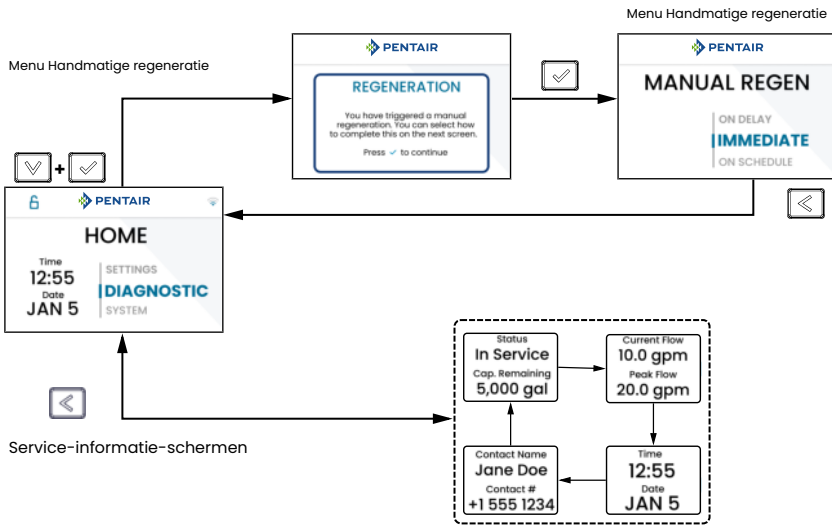 Menu Handmatige regeneratie
PENTAIR
REGENERATION
You have triggered a manual
regeneration. You can select how
to complete this on the next screen.
Press ✓ to continue
Menu Handmatige regeneratie
PENTAIR
MANUAL REGEN
ON DELAY
IMMEDIATE
ON SCHEDULE
+
PENTAIR
HOME
Time
12:55
Date
JAN 5
SETTINGS
DIAGNOSTIC
SYSTEM
Service-informatie-schermen
Status
In Service
Cap. Remaining
5,000 gal
Current Flow
10.0 gpm
Peak Flow
20.0 gpm
Contact Name
Jane Doe
Contact #
+1 555 1234
Time
12:55
Date
JAN 5